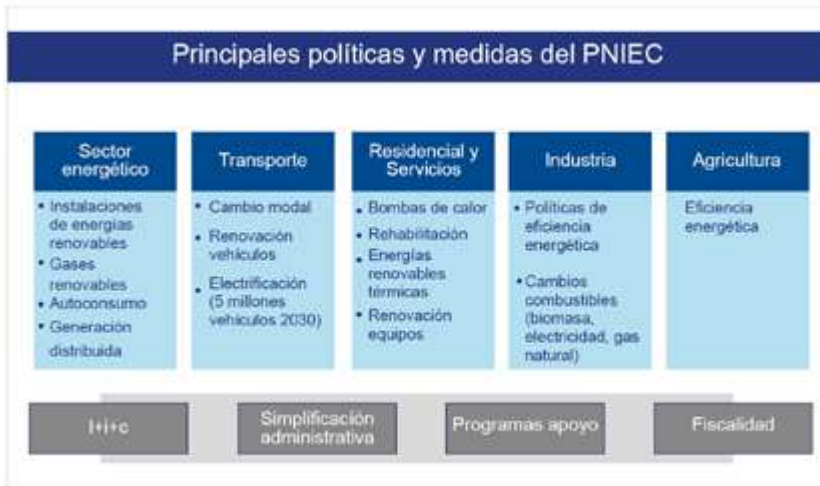 Principales políticas y medidas del PNIEC
Sector
energético
• Instalaciones
de energías
renovables
• Gases
renovables
• Autoconsumo
• Generación
distribuida
Transporte
• Cambio modal
• Renovación
vehículos
• Electrificación
(5 millones
vehículos 2030)
Residencial y
Servicios
• Bombas de calor
• Rehabilitación
• Energías
renovables
térmicas
• Renovación
equipos
Industria
• Políticas de
eficiencia
energética
• Cambios
combustibles
(biomasa,
electricidad, gas
natural)
Agricultura
Eficiencia
energética
I+i+c
Simplificación
administrativa
Programas apoyo
Fiscalidad